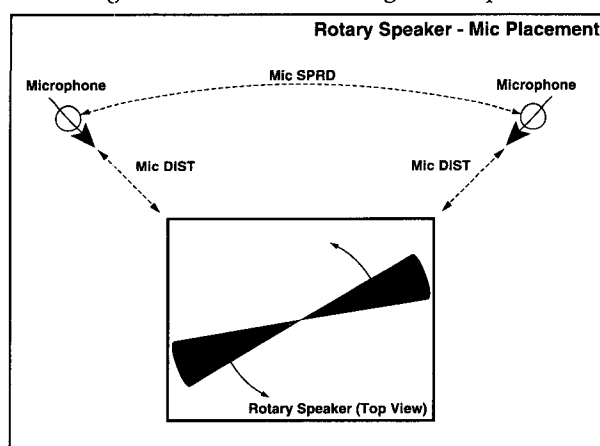 Rotary Speaker - Mic Placement
Mic SPRD
Microphone
Microphone
Mic DIST
Mic DIST
Rotary Speaker (Top View)